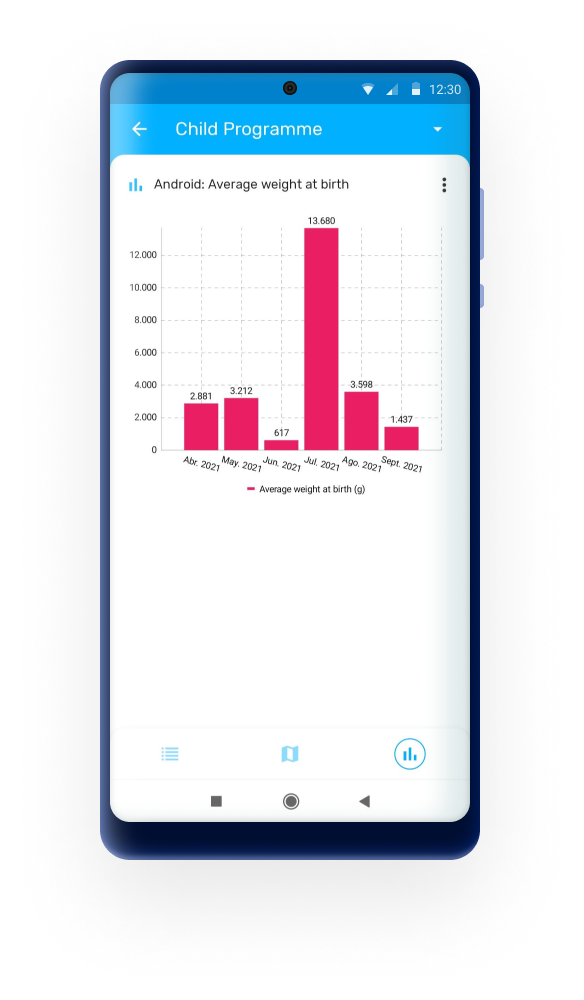 12:30
Child Programme
Android: Average weight at birth
13.680
12.000
10.000
8.000
6.000
4.000
2.000
0
2.881
3.212
617
3.598
1.437
Abr. 2021
May. 2021
Jun. 2021
Jul. 2021
Ago. 2021
Sept. 2021
Average weight at birth (g)